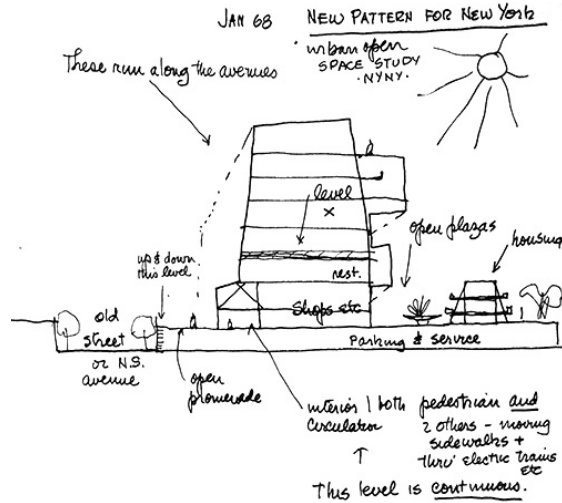 JAN 68 NEW PATTERN FOR NEW YORK
urban open
SPACE STUDY
·NYNY·
These run along the avenues
level
X
open plazas
housing
up & down
this level
rest.
Shops etc
old
street
or N.S.
avenue
Parking & service
open
promenade
interior | both pedestrian and
circulation
2 others - moving
sidewalks +
thru' electric trains
etc
This level is continuous.